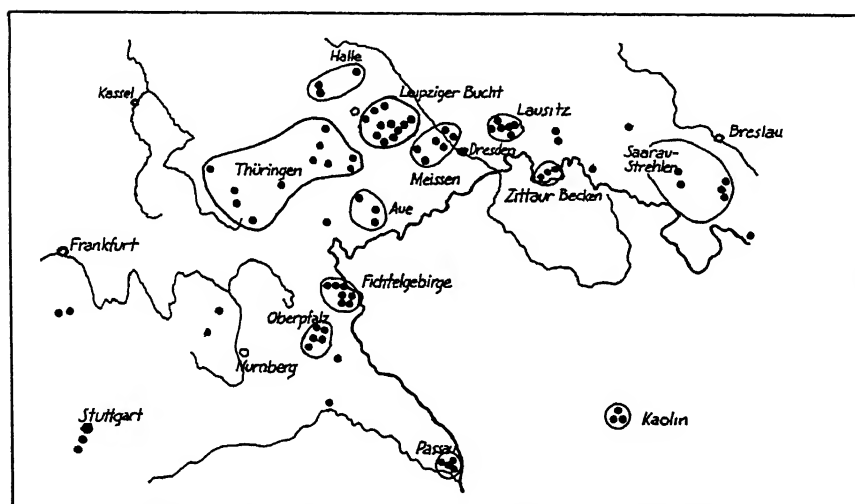 Halle
Kassel
Leipziger Bucht
Lausitz
Breslau
Dresden
Thüringen
Meissen
Saarau-
Strehlen
Zittaur Becken
Aue
Frankfurt
Fichtelgebirge
Oberpfalz
Nürnberg
Stuttgart
Kaolin
Passau